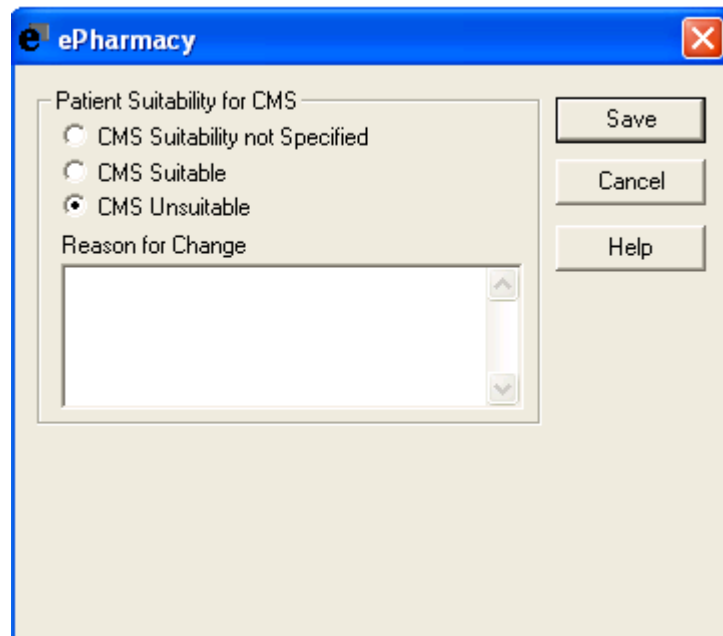 ePharmacy
Patient Suitability for CMS
CMS Suitability not Specified
CMS Suitable
CMS Unsuitable
Reason for Change
Save
Cancel
Help